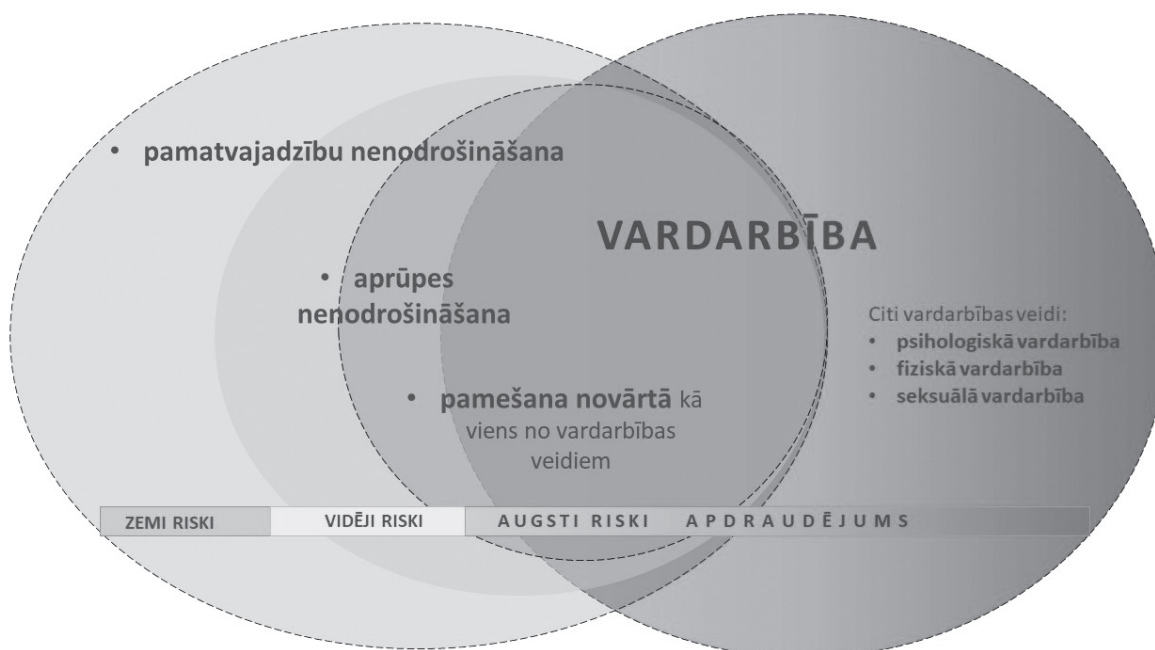 • pamatvajadzību nenodrošināšana
VARDARBĪBA
• aprūpes
nenodrošināšana
Citi vardarbības veidi:
• psihologiskā vardarbība
• fiziskā vardarbība
• seksuālā vardarbība
• pamešana novārtā kā
viens no vardarbības
veidiem
ZEMI RISKI VIDĒJI RISKI AUGSTI RISKI APDRAUDĒJUMS